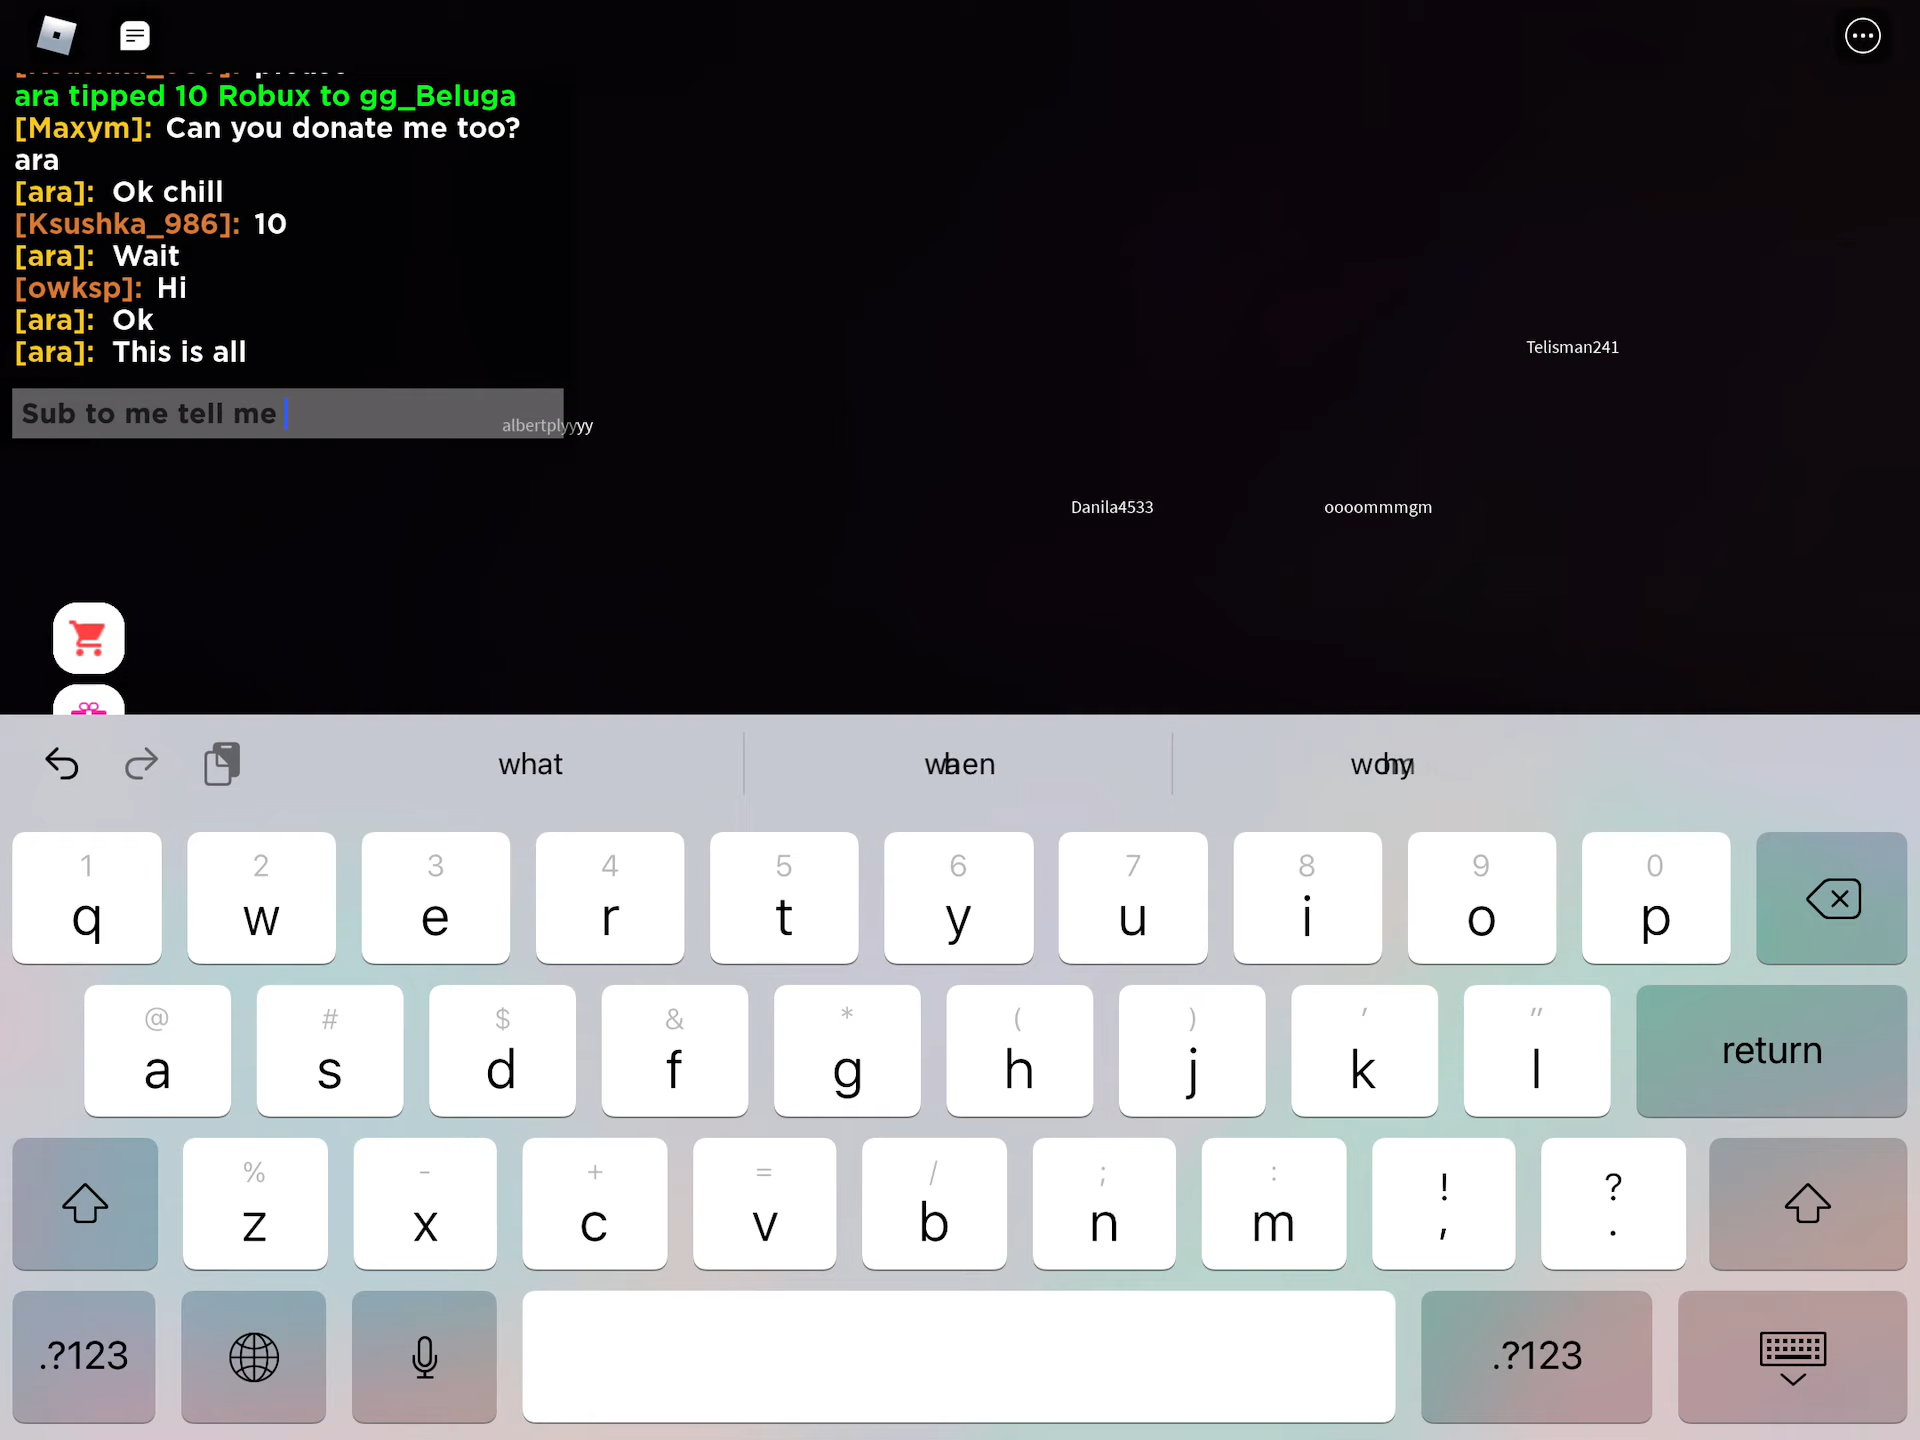 ara tipped 10 Robux to gg_Beluga
[Maxym]: Can you donate me too?
ara
[ara]: Ok chill
[Ksushka_986]: 10
[ara]: Wait
[owksp]: Hi
[ara]: Ok
[ara]: This is all
Sub to me tell me
albertplyyyy
Telisman241
Danila4533 oooommmgm
what
1 2 3 4 5 6 7 8 9 0
q w e r t y u i o p
@ # $ & * ( ) ' "
a s d f g h j k l return
% - + = / ; : ! ?
z x c v b n m , .
.?123 .?123